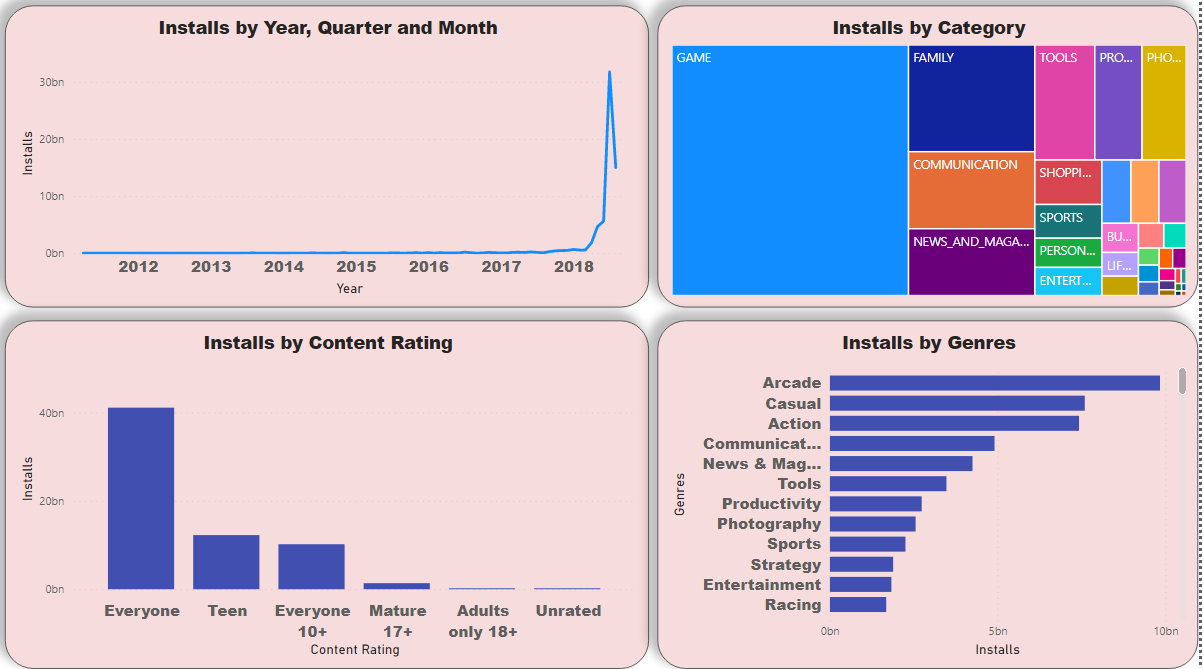 Installs by Year, Quarter and Month
30bn
20bn
10bn
0bn
Installs
2012 2013 2014 2015 2016 2017 2018
Year
Installs by Category
GAME
FAMILY
COMMUNICATION
NEWS_AND_MAGA...
TOOLS
PRO...
PHO...
SHOPPI...
SPORTS
PERSON...
ENTERT...
BU...
LIF...
Installs by Content Rating
40bn
20bn
0bn
Installs
Everyone Teen Everyone Mature Adults Unrated
10+ 17+ only 18+
Content Rating
Installs by Genres
Genres
Arcade
Casual
Action
Communicat...
News & Mag...
Tools
Productivity
Photography
Sports
Strategy
Entertainment
Racing
0bn 5bn 10bn
Installs